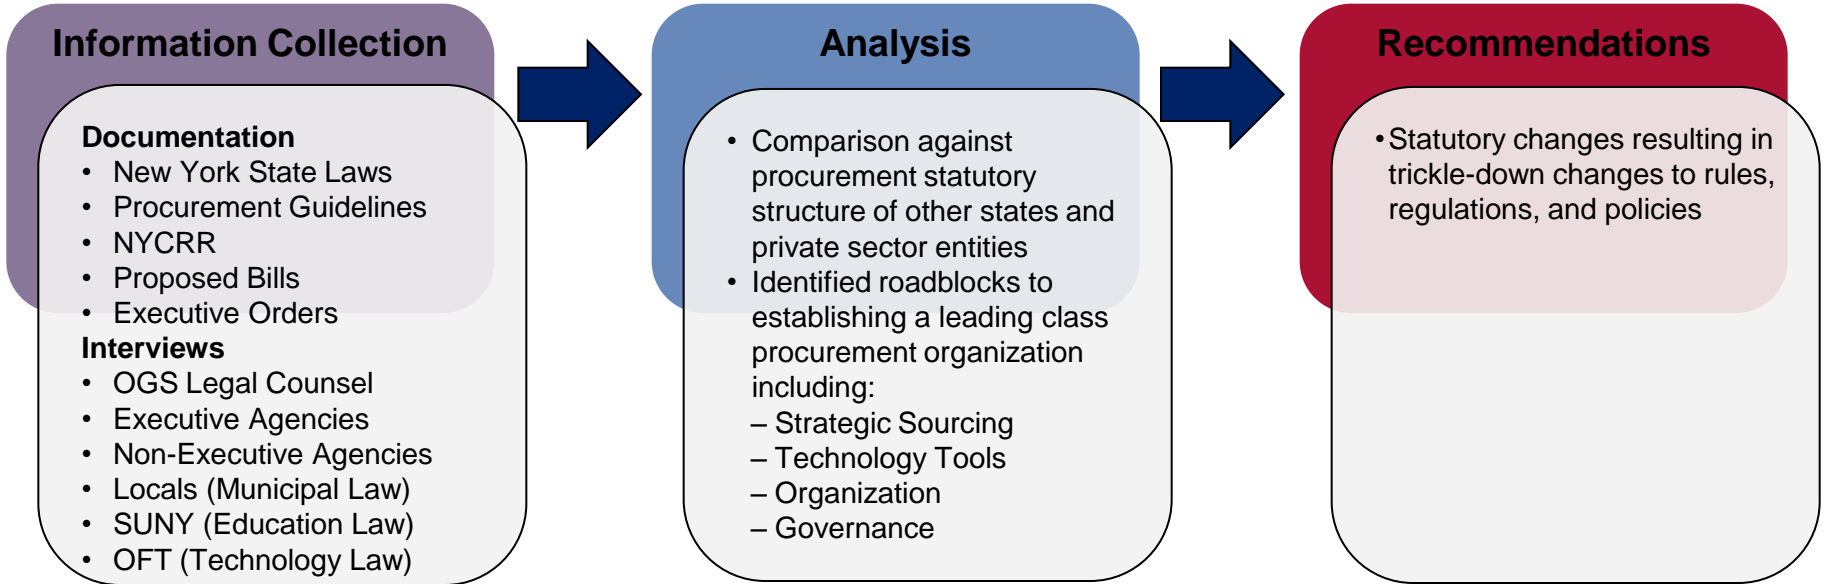 Information Collection
Documentation
• New York State Laws
• Procurement Guidelines
• NYCRR
• Proposed Bills
• Executive Orders
Interviews
• OGS Legal Counsel
• Executive Agencies
• Non-Executive Agencies
• Locals (Municipal Law)
• SUNY (Education Law)
• OFT (Technology Law)
Analysis
• Comparison against
procurement statutory
structure of other states and
private sector entities
• Identified roadblocks to
establishing a leading class
procurement organization
including:
– Strategic Sourcing
– Technology Tools
– Organization
– Governance
Recommendations
• Statutory changes resulting in
trickle-down changes to rules,
regulations, and policies